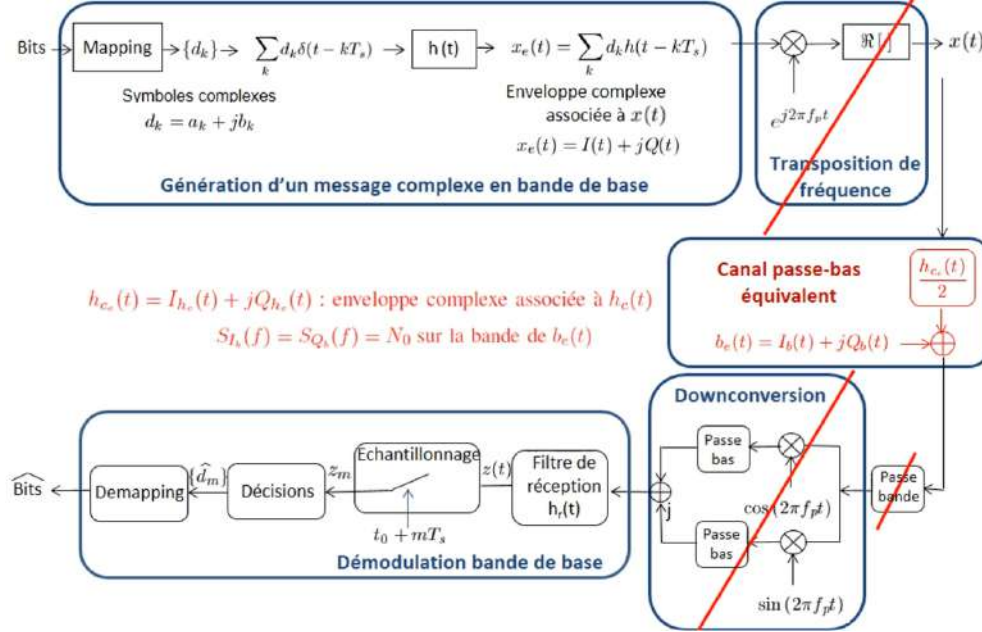 Bits
Mapping
{d_k}
\sum_k d_k δ(t − kT_s)
h(t)
x_e(t) = \sum_k d_k h(t − kT_s)
ℜ[.]
x(t)
Symboles complexes
d_k = a_k + jb_k
Enveloppe complexe
associée à x(t)
x_e(t) = I(t) + jQ(t)
e^{j2πf_p t}
Génération d'un message complexe en bande de base
Transposition de
fréquence
Canal passe-bas
équivalent
h_{c_e}(t)
2
h_{c_e}(t) = I_{h_c}(t) + jQ_{h_c}(t) : enveloppe complexe associée à h_c(t)
S_{I_b}(f) = S_{Q_b}(f) = N_0 sur la bande de b_e(t)
b_e(t) = I_b(t) + jQ_b(t)
Downconversion
Passe
bas
cos(2πf_p t)
Passe
bande
j
Passe
bas
sin(2πf_p t)
Bits
Demapping
{d_m}
Décisions
z_m
Echantillonnage
t_0 + mT_s
z(t)
Filtre de
réception
h_r(t)
Démodulation bande de base